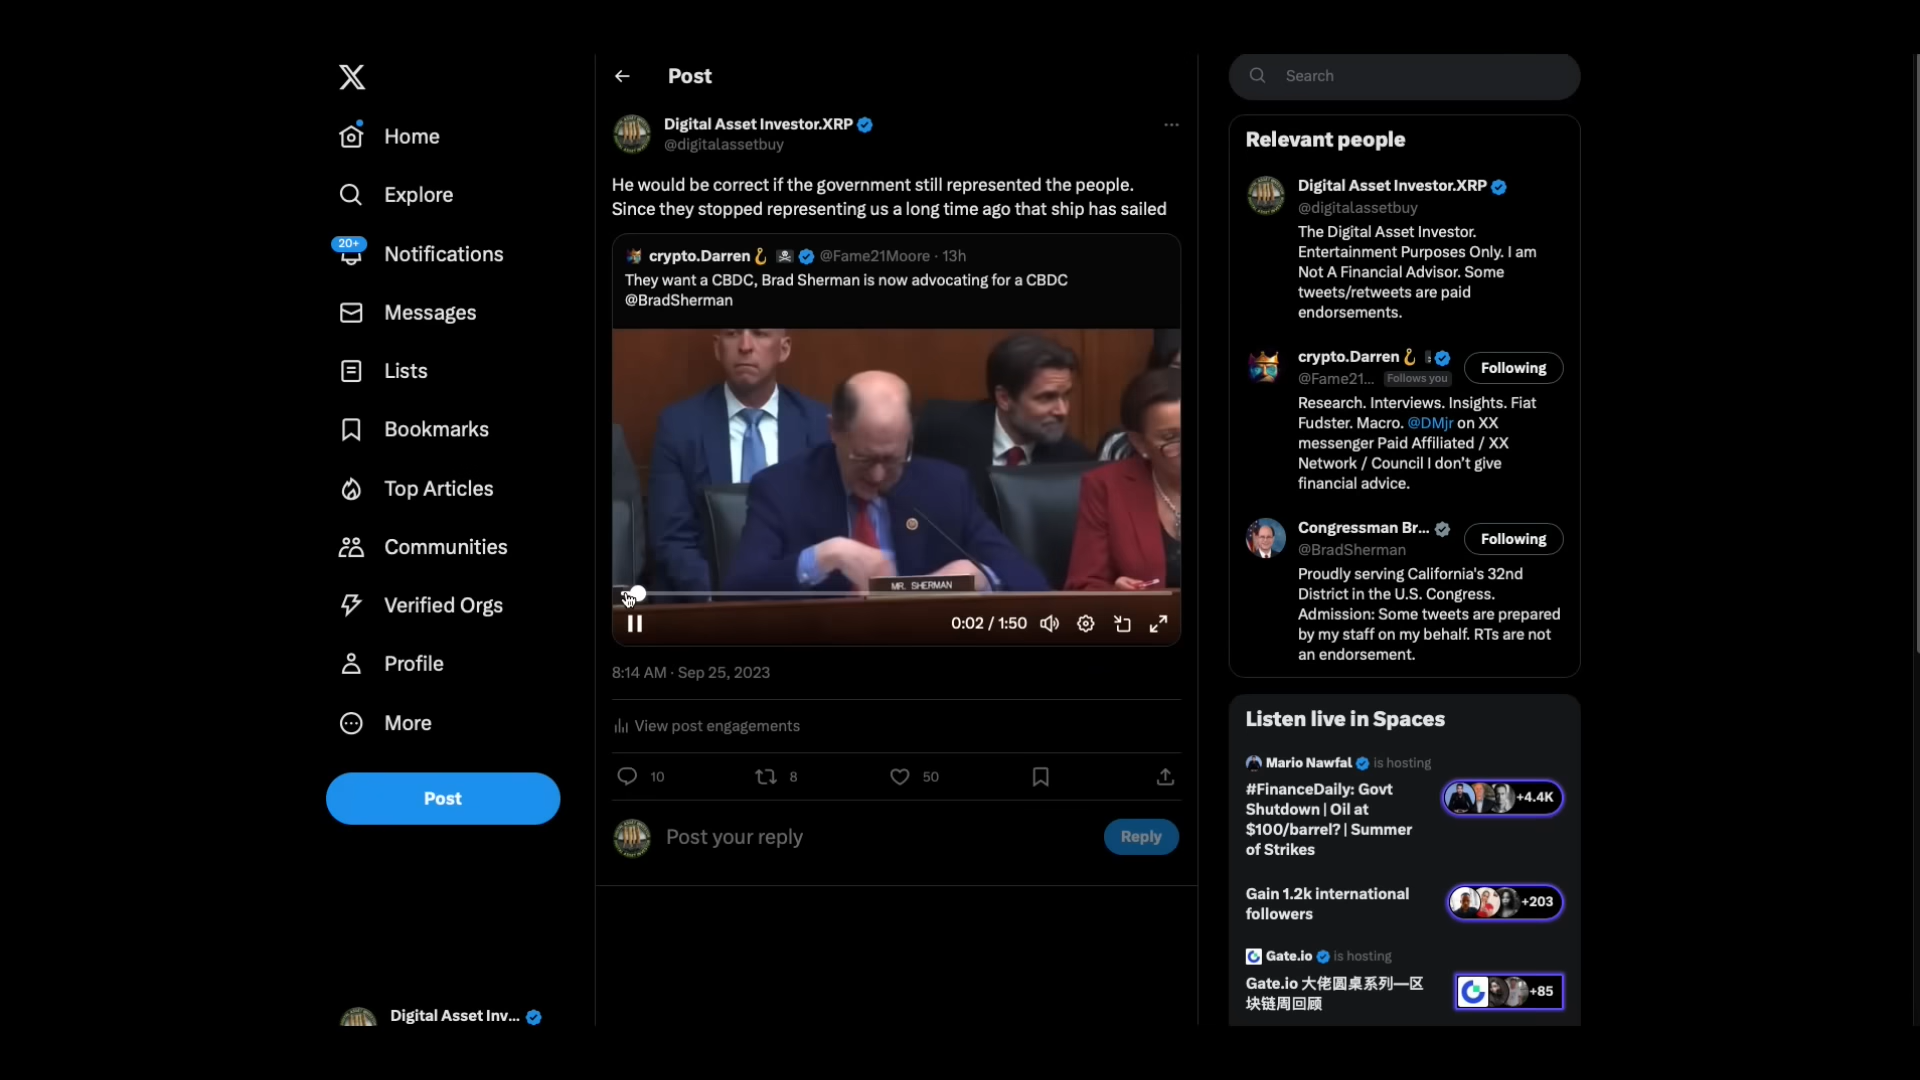 Home
Explore
20+
Notifications
Messages
Lists
Bookmarks
Top Articles
Communities
Verified Orgs
Profile
More
Post
Digital Asset Inv...
Post
Digital Asset Investor.XRP
@digitalassetbuy
He would be correct if the government still represented the people.
Since they stopped representing us a long time ago that ship has sailed
crypto.Darren @Fame21Moore · 13h
They want a CBDC, Brad Sherman is now advocating for a CBDC
@BradSherman
MR. SHERMAN
0:02 / 1:50
8:14 AM · Sep 25, 2023
View post engagements
10 8 50
Post your reply
Reply
Search
Relevant people
Digital Asset Investor.XRP
@digitalassetbuy
The Digital Asset Investor.
Entertainment Purposes Only. I am
Not A Financial Advisor. Some
tweets/retweets are paid
endorsements.
crypto.Darren
Following
@Fame21... Follows you
Research. Interviews. Insights. Fiat
Fudster. Macro. @DMjr on XX
messenger Paid Affiliated / XX
Network / Council I don't give
financial advice.
Congressman Br...
Following
@BradSherman
Proudly serving California's 32nd
District in the U.S. Congress.
Admission: Some tweets are prepared
by my staff on my behalf. RTs are not
an endorsement.
Listen live in Spaces
Mario Nawfal is hosting
#FinanceDaily: Govt
Shutdown | Oil at
$100/barrel? | Summer
of Strikes
+4.4K
Gain 1.2k international
followers
+203
Gate.io is hosting
Gate.io 大佬圆桌系列—区
块链周回顾
+85